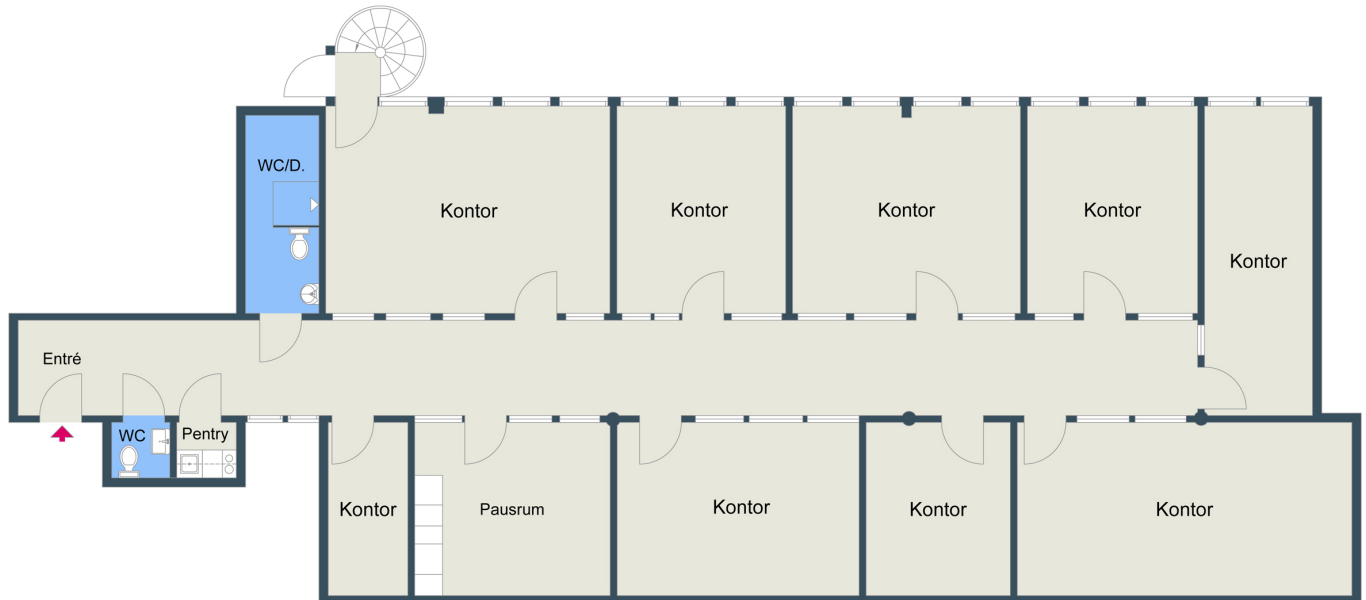 WC/D.
Kontor
Kontor
Kontor
Kontor
Kontor
Entré
WC
Pentry
Kontor
Pausrum
Kontor
Kontor
Kontor